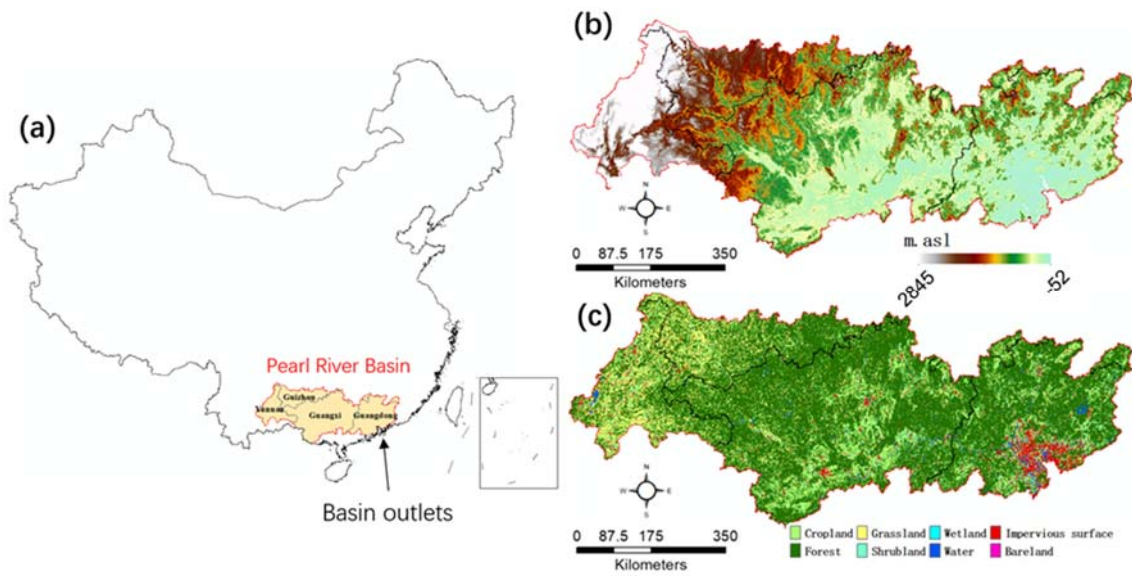 (a)
Pearl River Basin
Guizhou
Yunnan
Guangxi
Guangdong
Basin outlets
(b)
N
W E
S
0 87.5 175 350
Kilometers
m.asl
2845
-52
(c)
N
W E
S
0 87.5 175 350
Kilometers
Cropland Grassland Wetland Impervious surface
Forest Shrubland Water Bareland